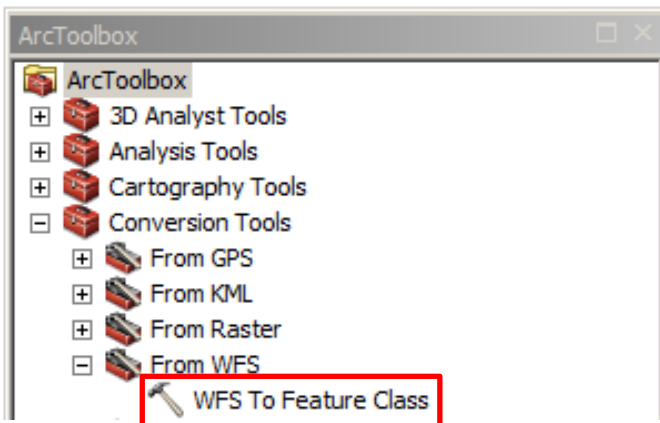 ArcToolbox
ArcToolbox
3D Analyst Tools
Analysis Tools
Cartography Tools
Conversion Tools
From GPS
From KML
From Raster
From WFS
WFS To Feature Class